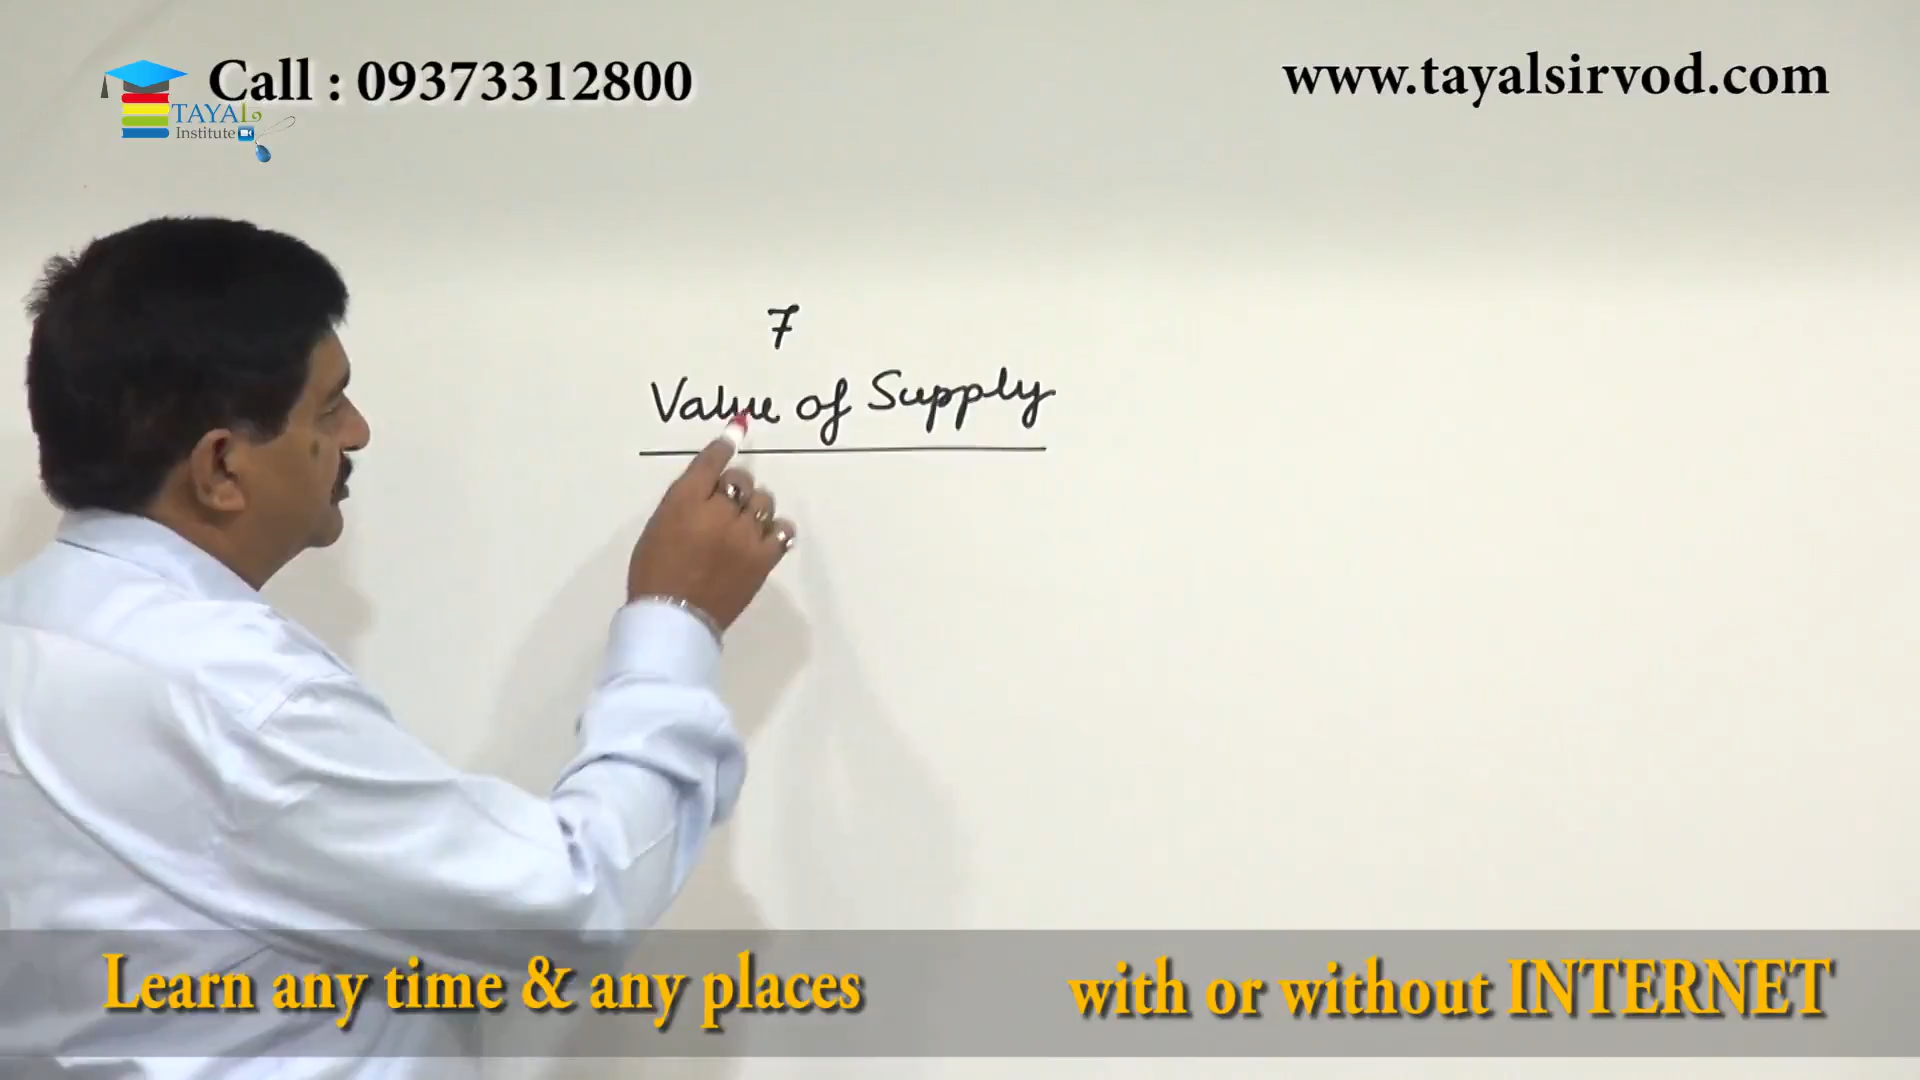 Call : 09373312800
www.tayalsirvod.com
TAYAL
Institute
7
Value of Supply
Learn any time & any places
with or without INTERNET